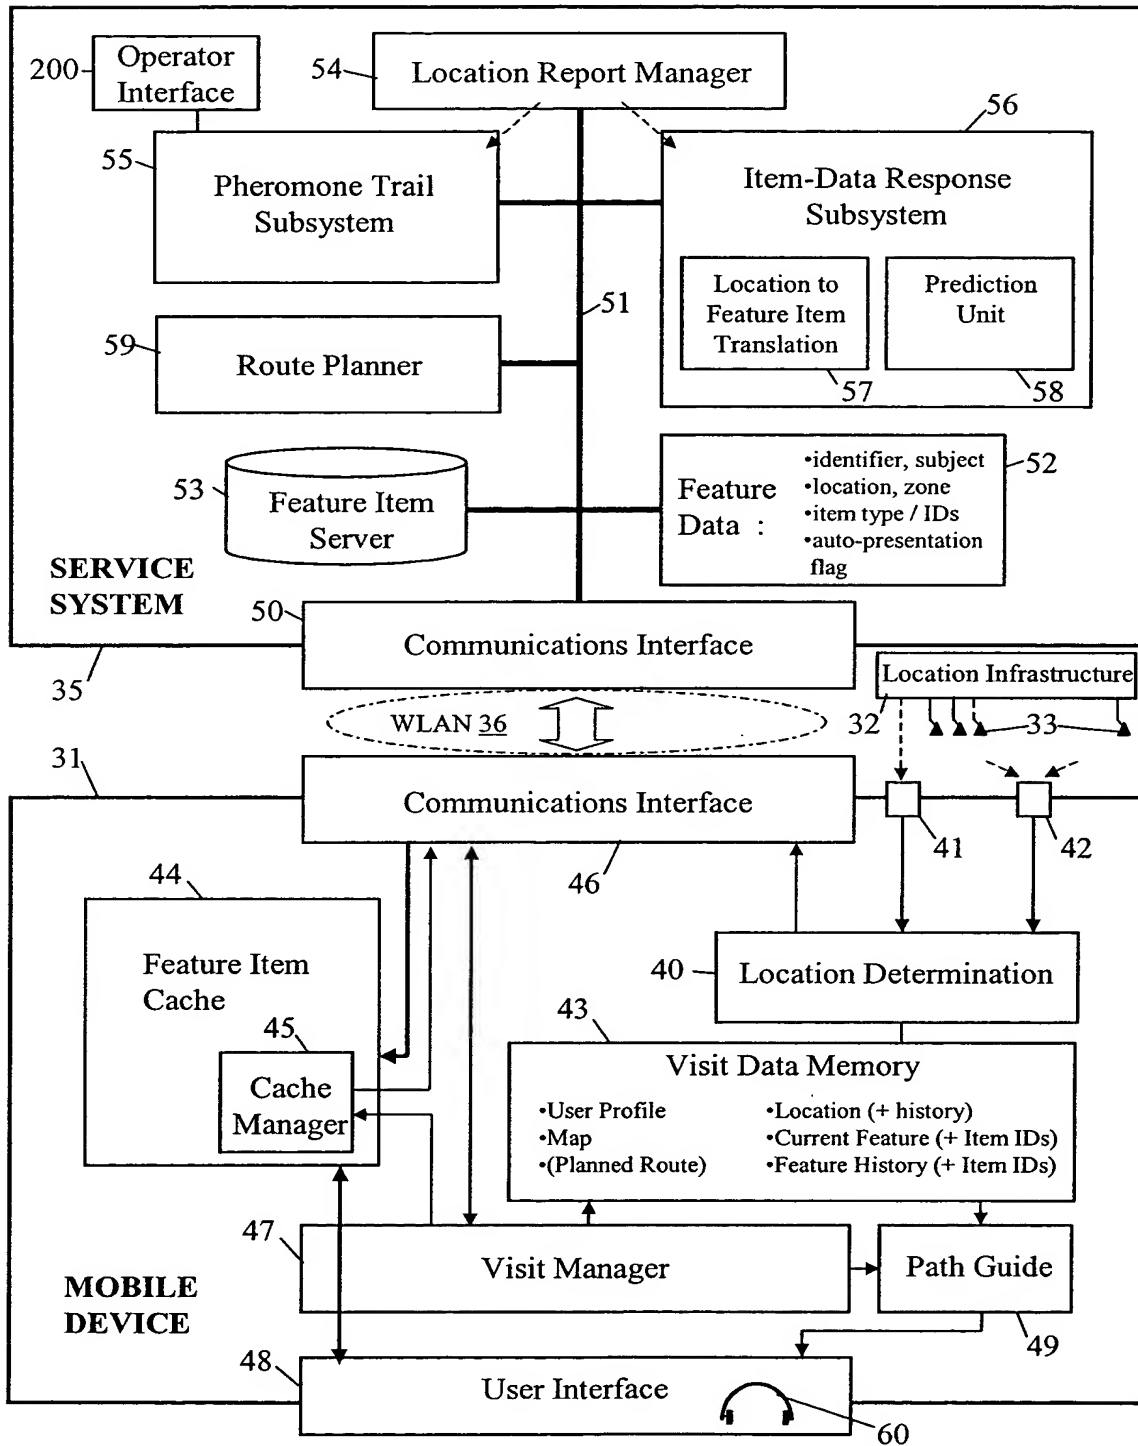 200
Operator
Interface
54
Location Report Manager
56
55
Pheromone Trail
Subsystem
Item-Data Response
Subsystem
Location to
Feature Item
Translation
57
Prediction
Unit
58
51
59
Route Planner
53
Feature Item
Server
Feature
Data :
•identifier, subject
•location, zone
•item type / IDs
•auto-presentation
flag
52
SERVICE
SYSTEM
50
Communications Interface
35
Location Infrastructure
32
33
WLAN 36
31
Communications Interface
41
42
46
44
Feature Item
Cache
45
Cache
Manager
40
Location Determination
43
Visit Data Memory
•User Profile
•Map
•(Planned Route)
•Location (+ history)
•Current Feature (+ Item IDs)
•Feature History (+ Item IDs)
47
Visit Manager
Path Guide
49
MOBILE
DEVICE
48
User Interface
60